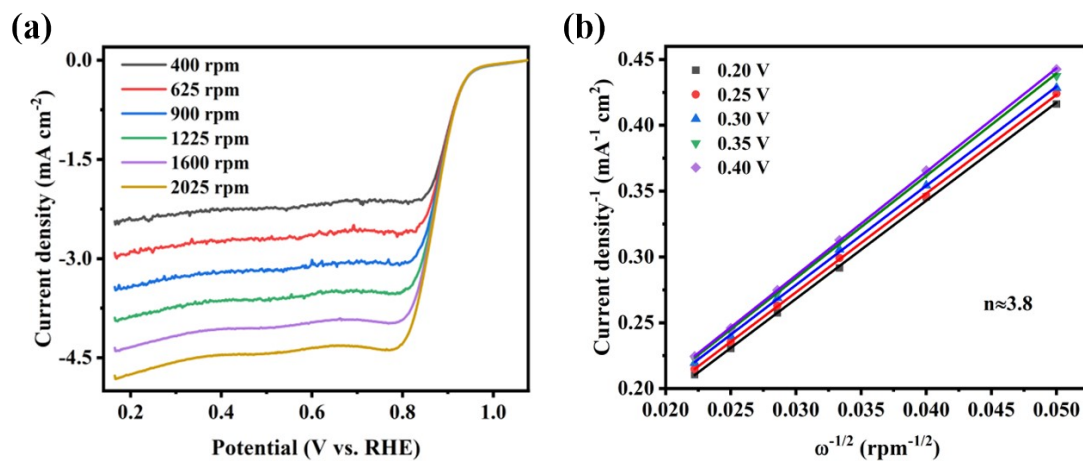 (a)
0.0
-1.5
-3.0
-4.5
Current density (mA cm⁻²)
400 rpm
625 rpm
900 rpm
1225 rpm
1600 rpm
2025 rpm
0.2 0.4 0.6 0.8 1.0
Potential (V vs. RHE)
(b)
0.45
0.40
0.35
0.30
0.25
0.20
Current density⁻¹ (mA⁻¹ cm²)
0.20 V
0.25 V
0.30 V
0.35 V
0.40 V
n≈3.8
0.020 0.025 0.030 0.035 0.040 0.045 0.050
ω⁻¹/² (rpm⁻¹/²)